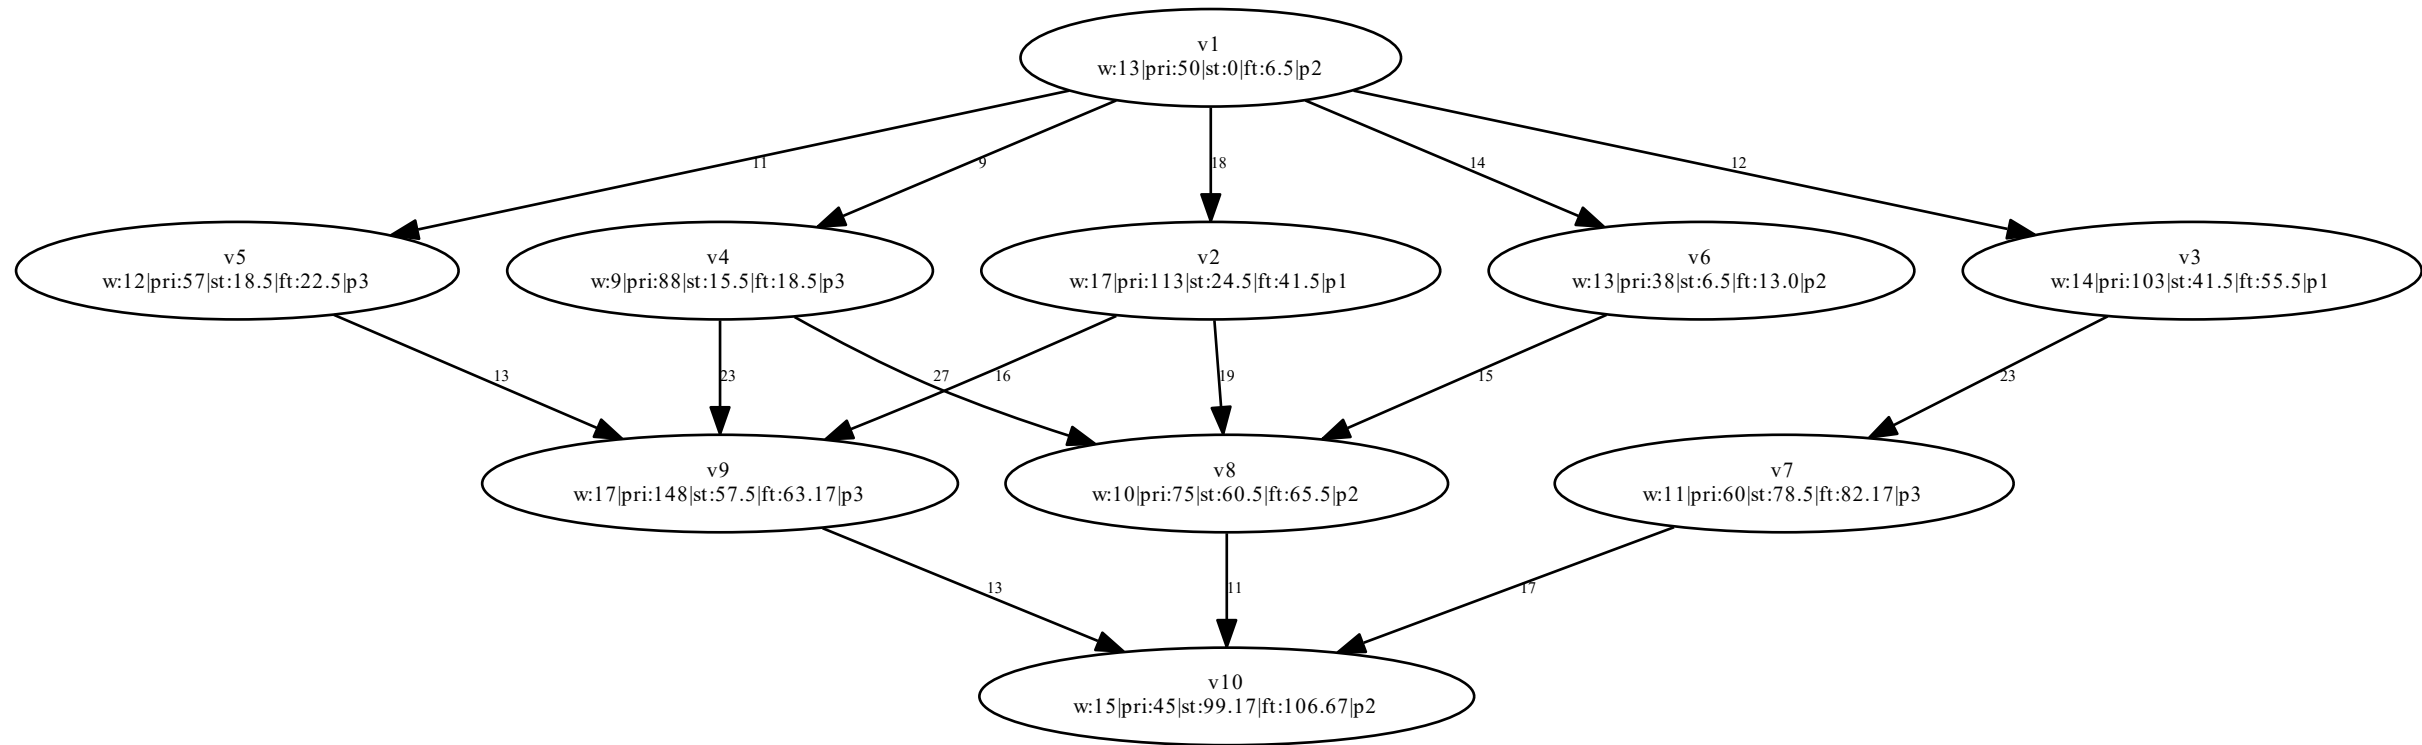 v1
w:13|pri:50|st:0|ft:6.5|p2
11
9
18
14
12
v5
w:12|pri:57|st:18.5|ft:22.5|p3
v4
w:9|pri:88|st:15.5|ft:18.5|p3
v2
w:17|pri:113|st:24.5|ft:41.5|p1
v6
w:13|pri:38|st:6.5|ft:13.0|p2
v3
w:14|pri:103|st:41.5|ft:55.5|p1
13
23
27
16
19
15
23
v9
w:17|pri:148|st:57.5|ft:63.17|p3
v8
w:10|pri:75|st:60.5|ft:65.5|p2
v7
w:11|pri:60|st:78.5|ft:82.17|p3
13
11
17
v10
w:15|pri:45|st:99.17|ft:106.67|p2